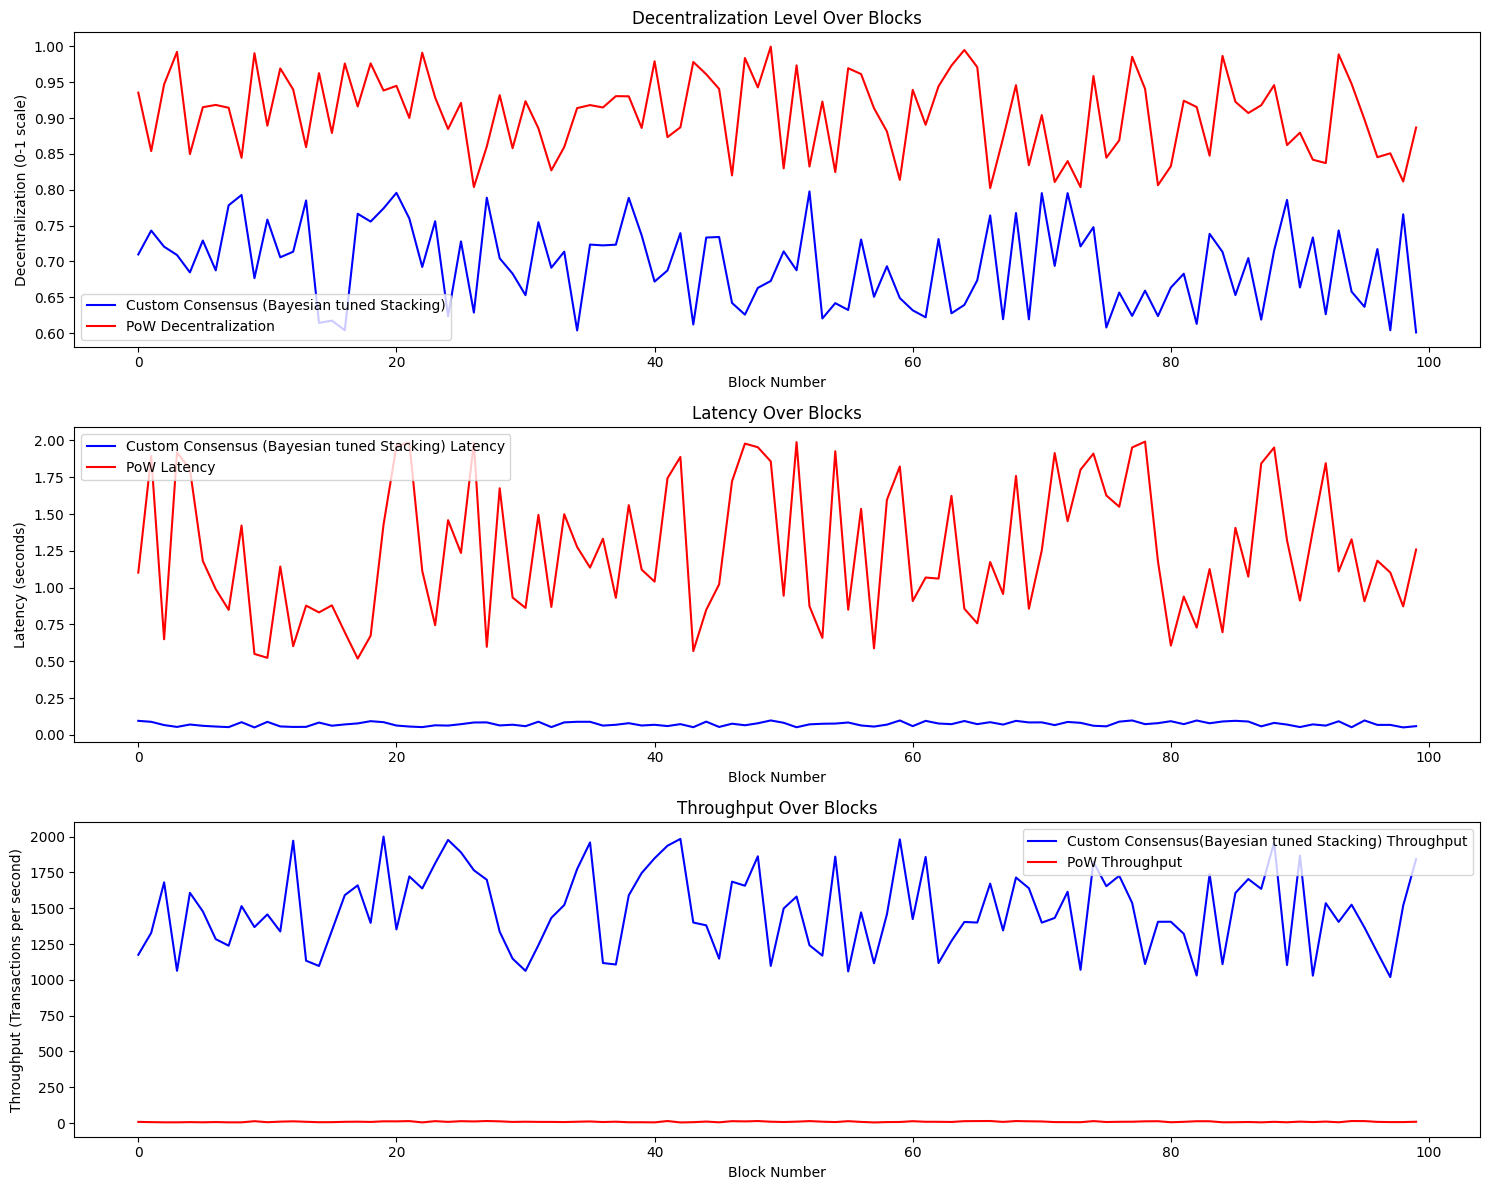 Decentralization Level Over Blocks
Decentralization (0-1 scale)
1.00
0.95
0.90
0.85
0.80
0.75
0.70
0.65
0.60
Custom Consensus (Bayesian tuned Stacking)
PoW Decentralization
0 20 40 60 80 100
Block Number
Latency Over Blocks
Latency (seconds)
2.00
1.75
1.50
1.25
1.00
0.75
0.50
0.25
0.00
Custom Consensus (Bayesian tuned Stacking) Latency
PoW Latency
0 20 40 60 80 100
Block Number
Throughput Over Blocks
Throughput (Transactions per second)
2000
1750
1500
1250
1000
750
500
250
0
Custom Consensus(Bayesian tuned Stacking) Throughput
PoW Throughput
0 20 40 60 80 100
Block Number